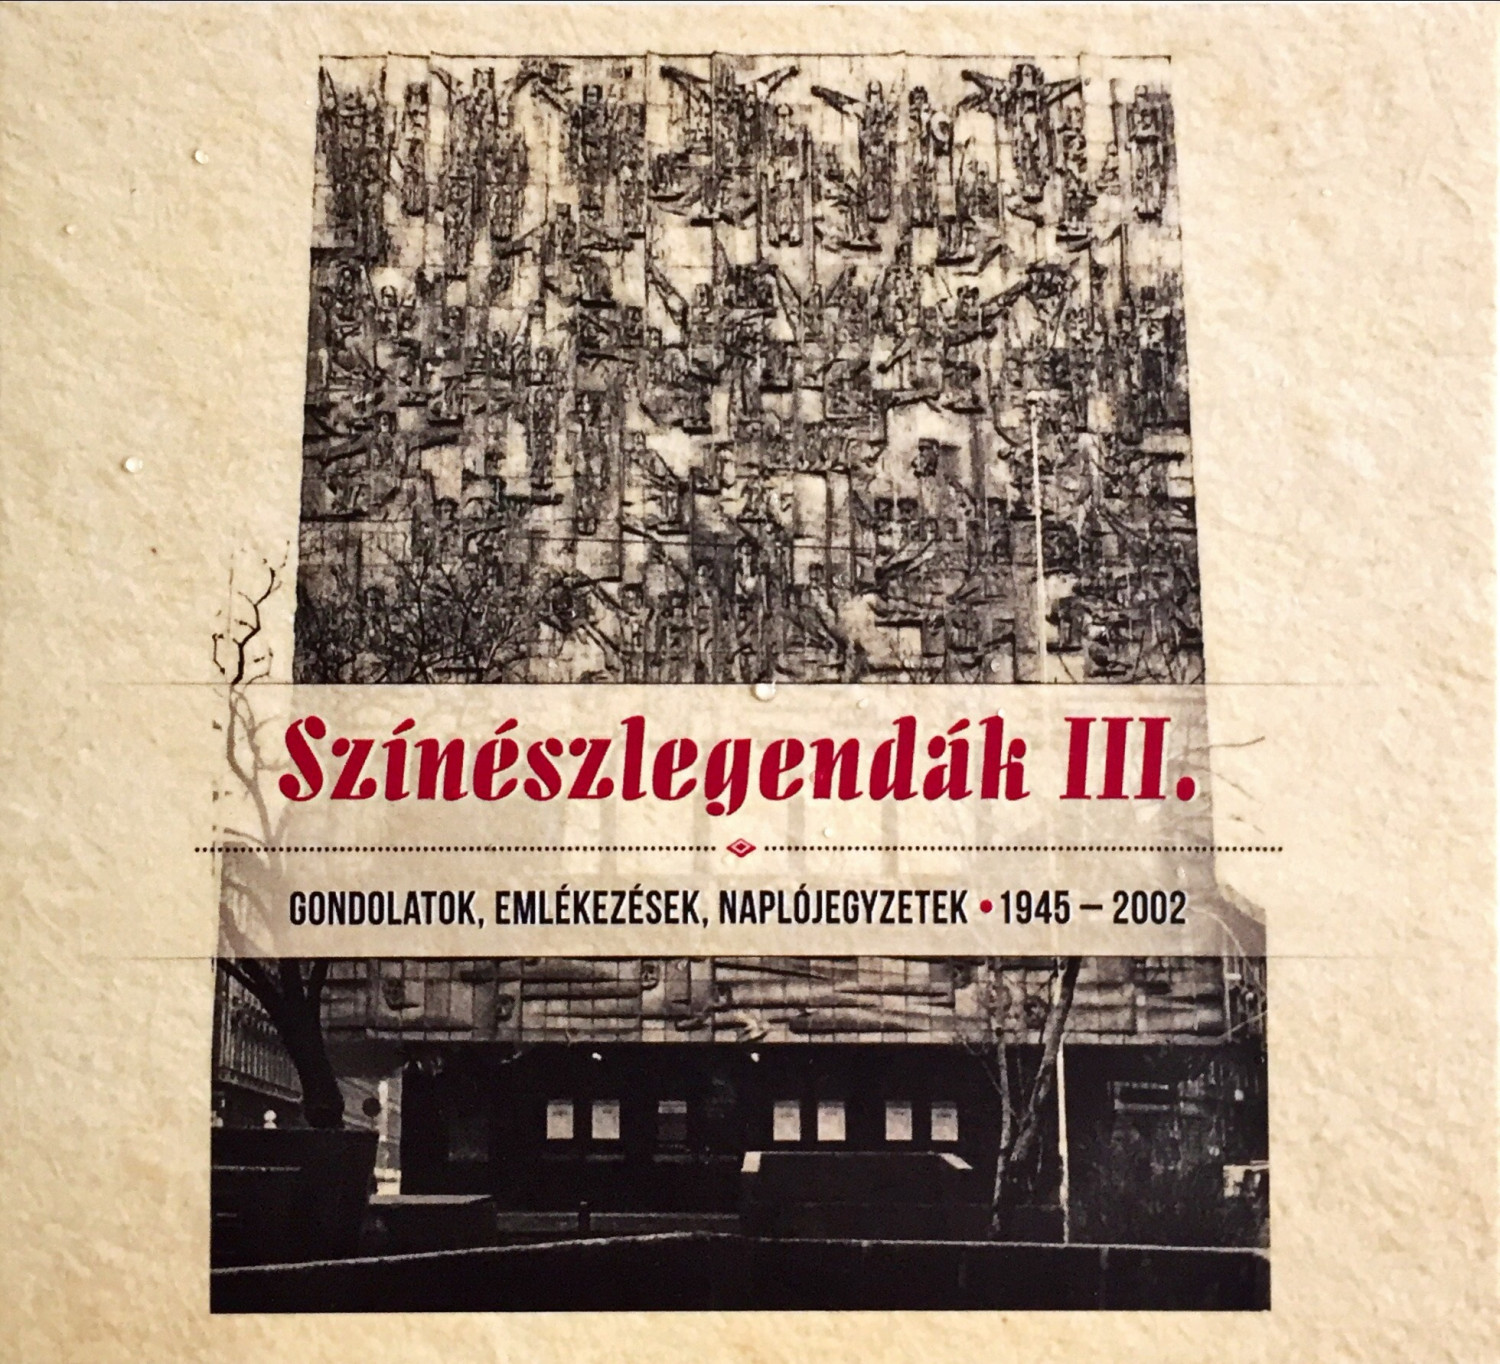 Színészlegendák III.
GONDOLATOK, EMLÉKEZÉSEK, NAPLÓJEGYZETEK • 1945 – 2002